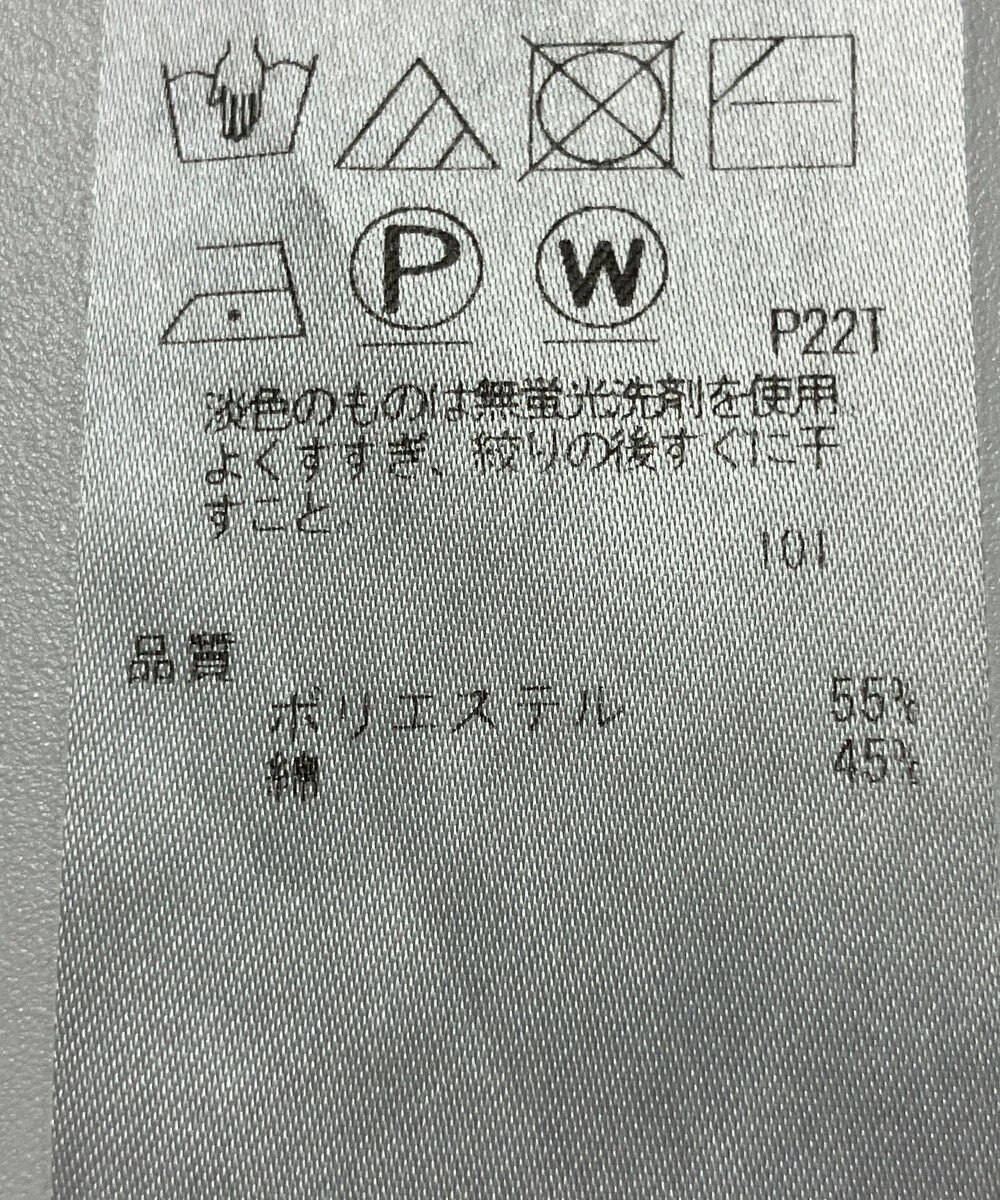 P W P22T
淡色のものは無蛍光洗剤を使用
よくすすぎ、絞りの後すぐに干
すこと
101
品質
ポリエステル 55%
綿 45%